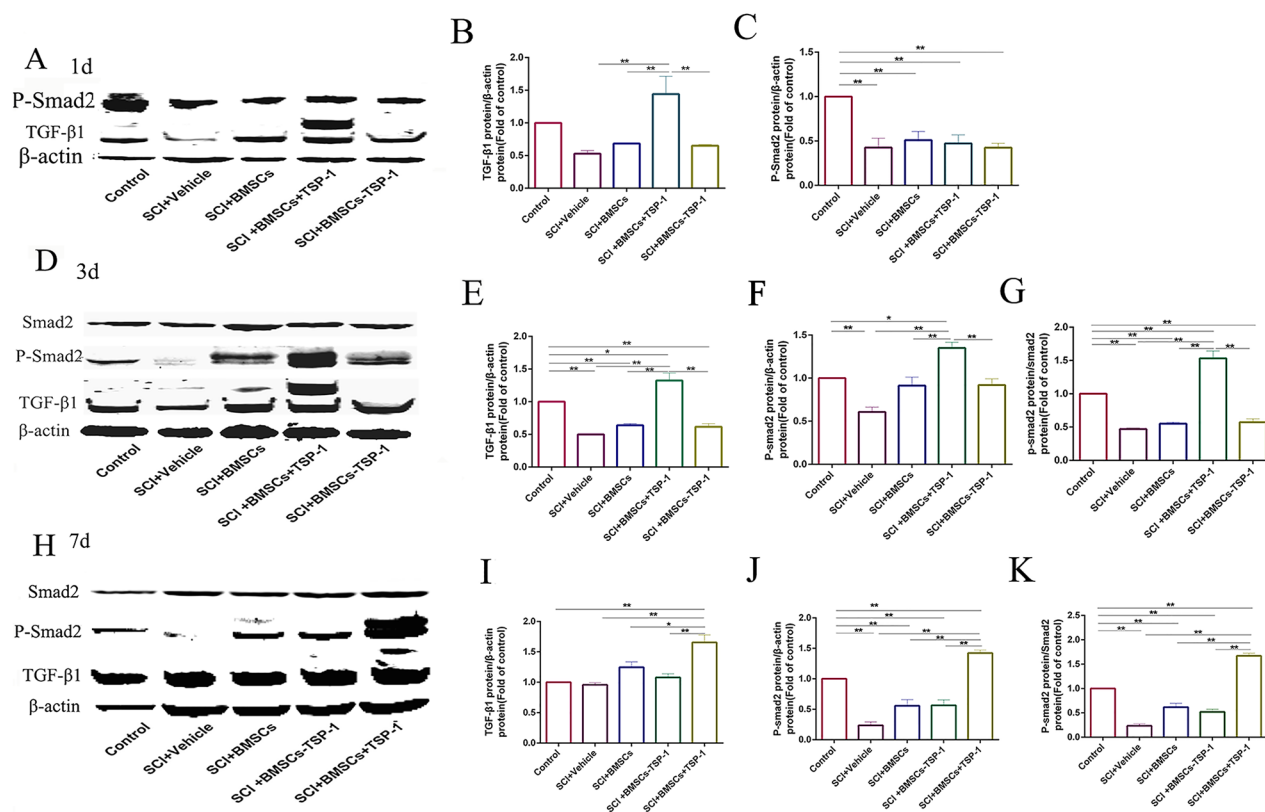 A 1d
P-Smad2
TGF-β1
β-actin
Control
SCI+Vehicle
SCI+BMSCs
SCI +BMSCs+TSP-1
SCI+BMSCs-TSP-1
B
TGF-β1 protein/β-actin
protein(Fold of control)
2.0
1.5
1.0
0.5
0.0
**
** **
Control
SCI+Vehicle
SCI+BMSCs
SCI +BMSCs+TSP-1
SCI+BMSCs-TSP-1
C
P-Smad2 protein/β-actin
protein(Fold of control)
1.5
1.0
0.5
0.0
**
**
**
**
Control
SCI+Vehicle
SCI+BMSCs
SCI+BMSCs+TSP-1
SCI+BMSCs-TSP-1
D 3d
Smad2
P-Smad2
TGF-β1
β-actin
Control
SCI+Vehicle
SCI+BMSCs
SCI +BMSCs+TSP-1
SCI+BMSCs-TSP-1
E
TGF-β1 protein/β-actin
protein(Fold of control)
2.0
1.5
1.0
0.5
0.0
**
*
** **
** ** **
Control
SCI+Vehicle
SCI+BMSCs
SCI+BMSCs+TSP-1
SCI+BMSCs-TSP-1
F
P-smad2 protein/β-actin
protein(Fold of control)
2.0
1.5
1.0
0.5
0.0
*
** **
** **
Control
SCI+Vehicle
SCI+BMSCs
SCI +BMSCs+TSP-1
SCI+BMSCs-TSP-1
G
p-smad2 protein/smad2
protein(Fold of control)
2.0
1.5
1.0
0.5
0.0
**
**
** **
** ** **
Control
SCI+Vehicle
SCI+BMSCs
SCI+BMSCs+TSP-1
SCI+BMSCs-TSP-1
H 7d
Smad2
P-Smad2
TGF-β1
β-actin
Control
SCI+Vehicle
SCI+BMSCs
SCI +BMSCs-TSP-1
SCI+BMSCs+TSP-1
I
TGF-β1 protein/β-actin
protein(Fold of control)
2.0
1.5
1.0
0.5
0.0
**
**
*
**
Control
SCI+Vehicle
SCI+BMSCs
SCI +BMSCs-TSP-1
SCI+BMSCs+TSP-1
J
P-smad2 protein/β-actin
protein(Fold of control)
2.0
1.5
1.0
0.5
0.0
**
**
** **
** **
**
Control
SCI+Vehicle
SCI+BMSCs
SCI +BMSCs-TSP-1
SCI+BMSCs+TSP-1
K
P-smad2 protein/Smad2
protein(Fold of control)
2.5
2.0
1.5
1.0
0.5
0.0
**
**
**
** **
**
**
Control
SCI+Vehicle
SCI+BMSCs
SCI +BMSCs-TSP-1
SCI+BMSCs+TSP-1